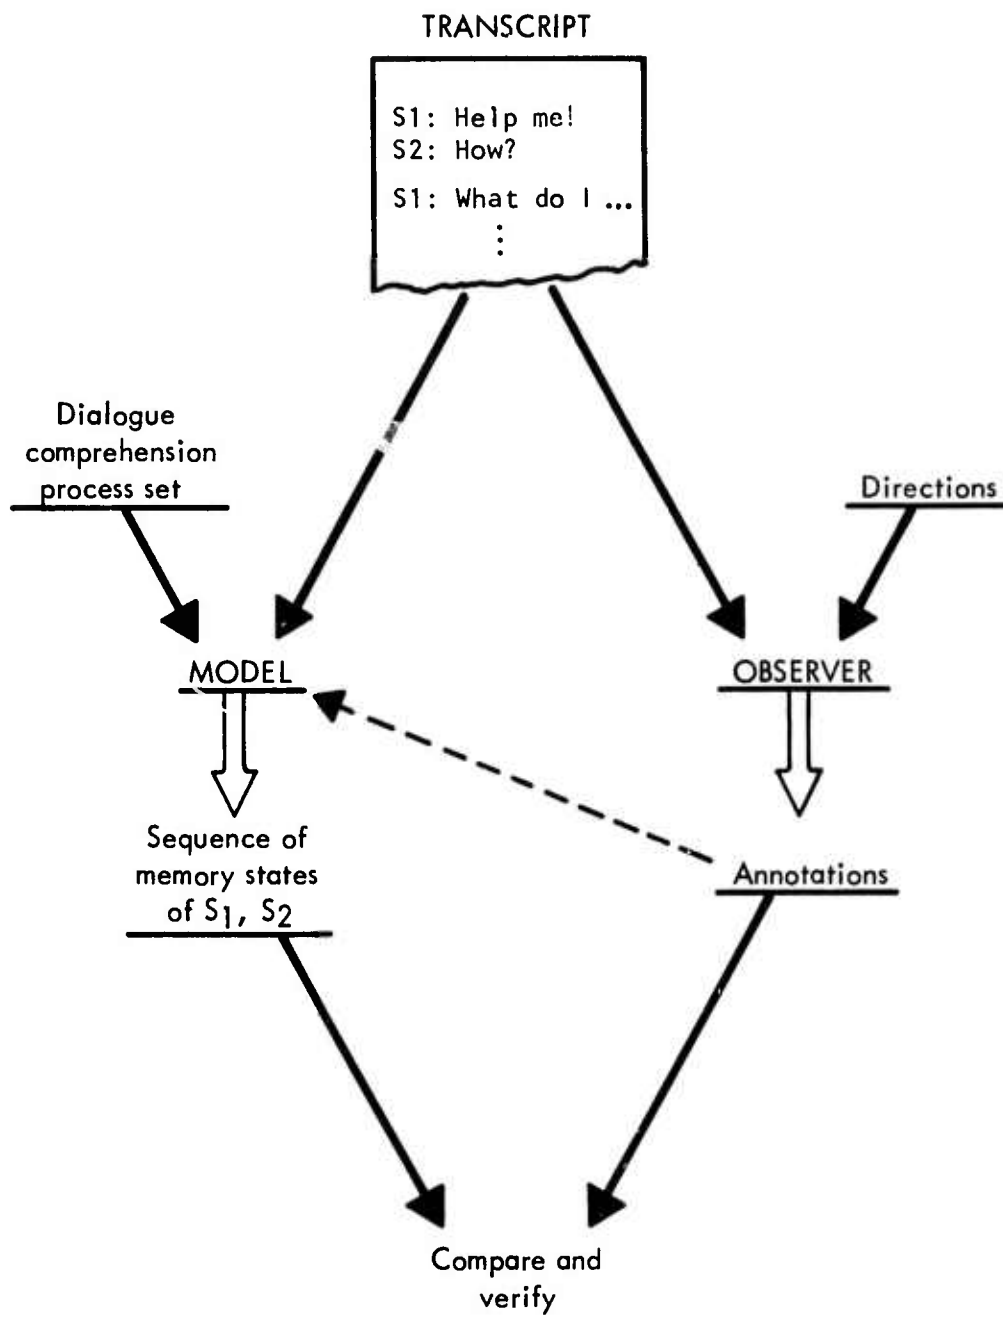 TRANSCRIPT
S1: Help me!
S2: How?
S1: What do I ...
Dialogue
comprehension
process set
Directions
MODEL
OBSERVER
Sequence of
memory states
of S1, S2
Annotations
Compare and
verify